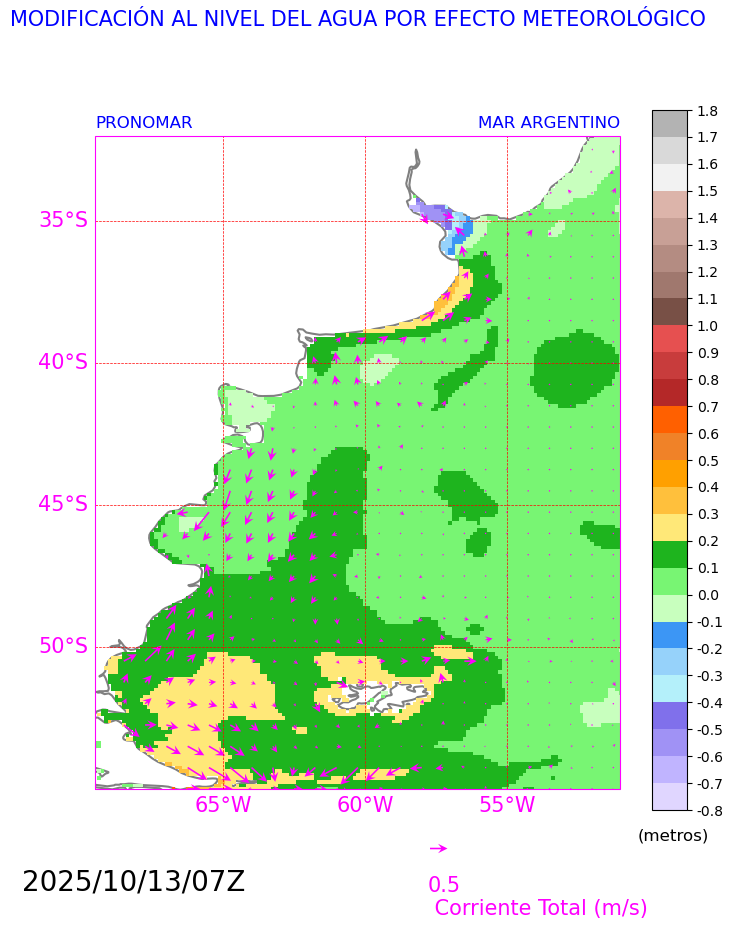 MODIFICACIÓN AL NIVEL DEL AGUA POR EFECTO METEOROLÓGICO
PRONOMAR MAR ARGENTINO
35°S
40°S
45°S
50°S
65°W 60°W 55°W
1.8
1.7
1.6
1.5
1.4
1.3
1.2
1.1
1.0
0.9
0.8
0.7
0.6
0.5
0.4
0.3
0.2
0.1
0.0
-0.1
-0.2
-0.3
-0.4
-0.5
-0.6
-0.7
-0.8
(metros)
2025/10/13/07Z
0.5
Corriente Total (m/s)